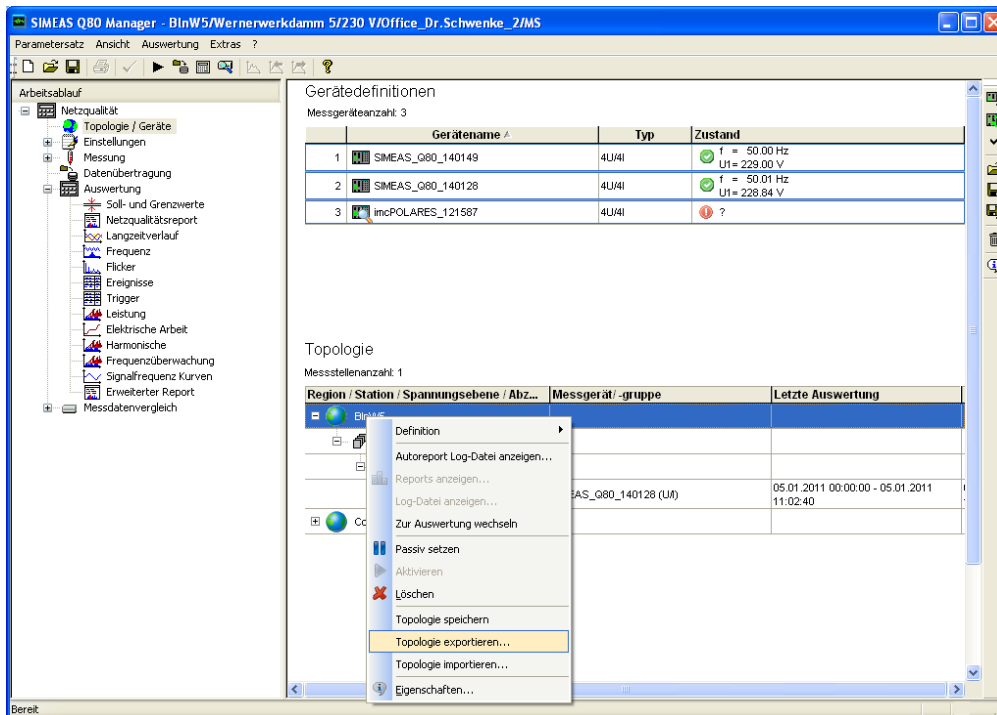 SIMEAS Q80 Manager - BlnW5/Wernerwerkdamm 5/230 V/Office_Dr.Schwenke_2/MS
Parametersatz Ansicht Auswertung Extras ?
Arbeitsablauf
Netzqualität
Topologie / Geräte
Einstellungen
Messung
Datenübertragung
Auswertung
Soll- und Grenzwerte
Netzqualitätsreport
Langzeitverlauf
Frequenz
Flicker
Ereignisse
Trigger
Leistung
Elektrische Arbeit
Harmonische
Frequenzüberwachung
Signalfrequenz Kurven
Erweiterter Report
Messdatenvergleich
Gerätedefinitionen
Messgeräteanzahl: 3
Gerätename Typ Zustand
1 SIMEAS_Q80_140149 4U/4I f = 50.00 Hz
U1= 229.00 V
2 SIMEAS_Q80_140128 4U/4I f = 50.01 Hz
U1= 228.84 V
3 imcPOLARES_121587 4U/4I ?
Topologie
Messstellenanzahl: 1
Region / Station / Spannungsebene / Abz... Messgerät/-gruppe Letzte Auswertung
BlnW5
EAS_Q80_140128 (U/I) 05.01.2011 00:00:00 - 05.01.2011
11:02:40
Co
Definition
Autoreport Log-Datei anzeigen...
Reports anzeigen...
Log-Datei anzeigen...
Zur Auswertung wechseln
Passiv setzen
Aktivieren
Löschen
Topologie speichern
Topologie exportieren...
Topologie importieren...
Eigenschaften...
Bereit